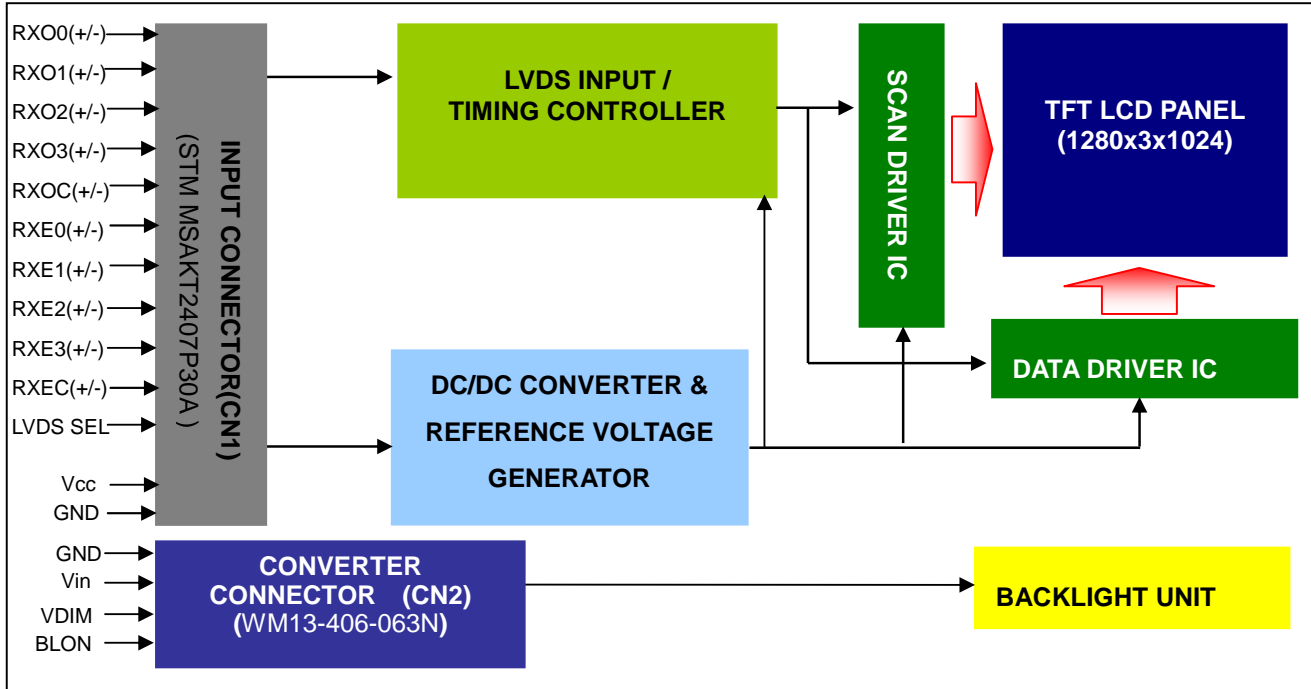 RXO0(+/-)
RXO1(+/-)
RXO2(+/-)
RXO3(+/-)
RXOC(+/-)
RXE0(+/-)
RXE1(+/-)
RXE2(+/-)
RXE3(+/-)
RXEC(+/-)
LVDS SEL
Vcc
GND
INPUT CONNECTOR(CN1)
(STM MSAKT2407P30A )
LVDS INPUT /
TIMING CONTROLLER
SCAN DRIVER IC
TFT LCD PANEL
(1280x3x1024)
DATA DRIVER IC
DC/DC CONVERTER &
REFERENCE VOLTAGE
GENERATOR
GND
Vin
VDIM
BLON
CONVERTER
CONNECTOR (CN2)
(WM13-406-063N)
BACKLIGHT UNIT